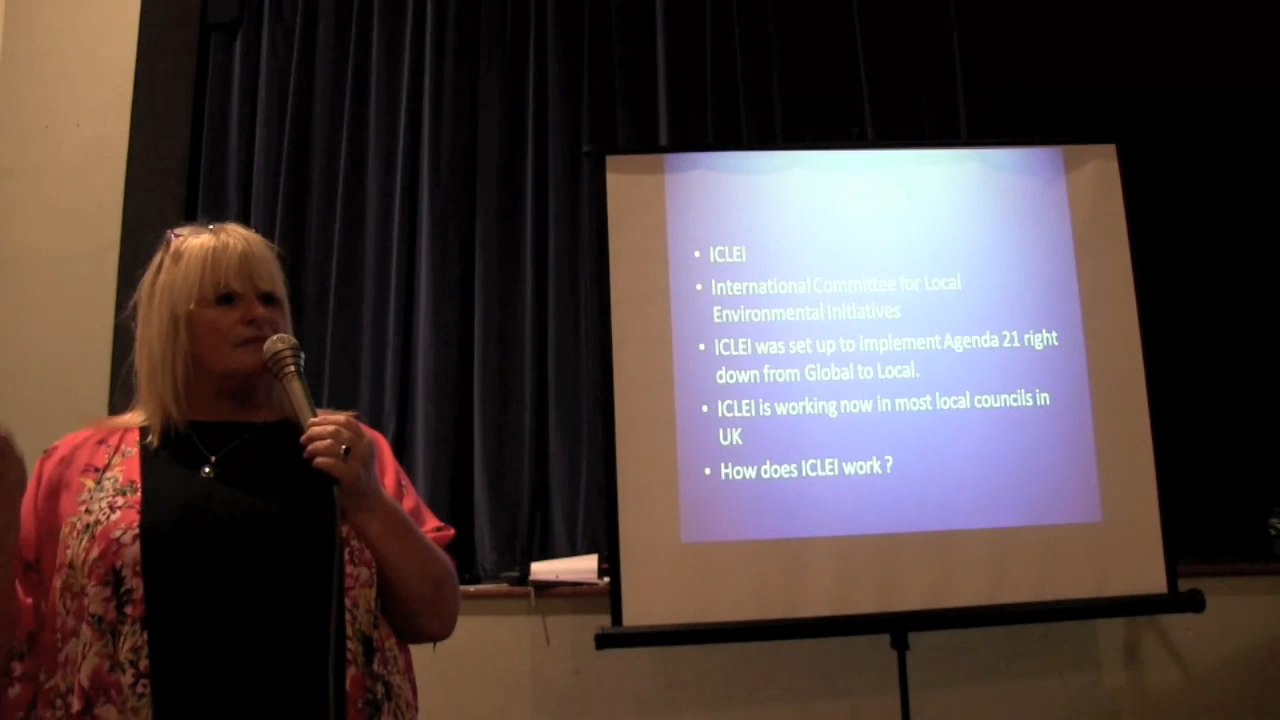 • ICLEI
• International Committee for Local
Environmental Initiatives
• ICLEI was set up to implement Agenda 21 right
down from Global to Local.
• ICLEI is working now in most local councils in
UK
• How does ICLEI work ?